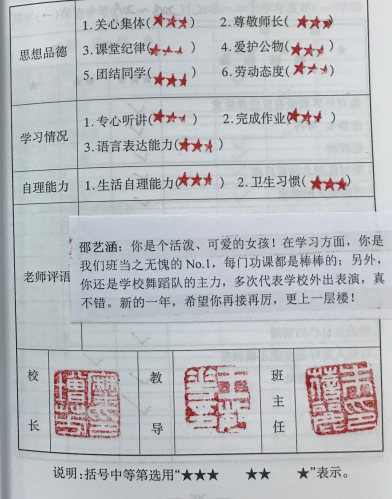 思想品德
1.关心集体(★★★) 2.尊敬师长(★★★)
3.课堂纪律(★★★) 4.爱护公物(★★★)
5.团结同学(★★★) 6.劳动态度(★★★)
学习情况
1.专心听讲(★★★) 2.完成作业(★★★)
3.语言表达能力(★★★)
自理能力 1.生活自理能力(★★★) 2.卫生习惯(★★★)
老师评语
邵艺涵：你是个活泼、可爱的女孩！在学习方面，你是
我们班当之无愧的 No.1，每门功课都是棒棒的；另外，
你还是学校舞蹈队的主力，多次代表学校外出表演，真
不错。新的一年，希望你再接再厉，更上一层楼！
校长
教导
班主任
说明:括号中等第选用“★★★ ★★ ★”表示。